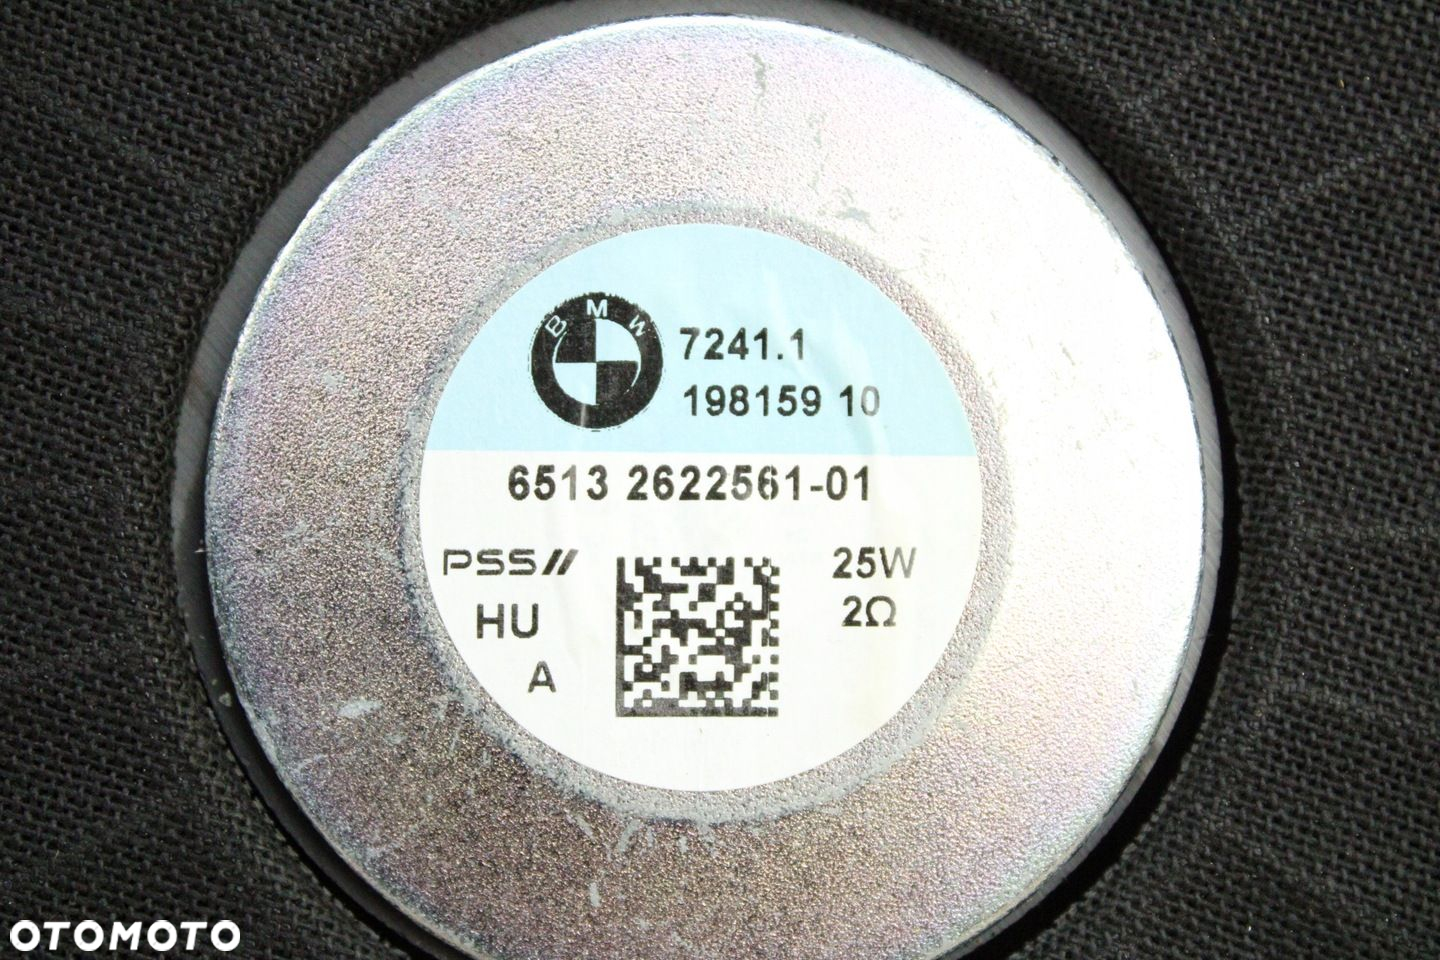 BMW
7241.1
198159 10
6513 2622561-01
PSS//
25W
HU
2Ω
A
OTOMOTO